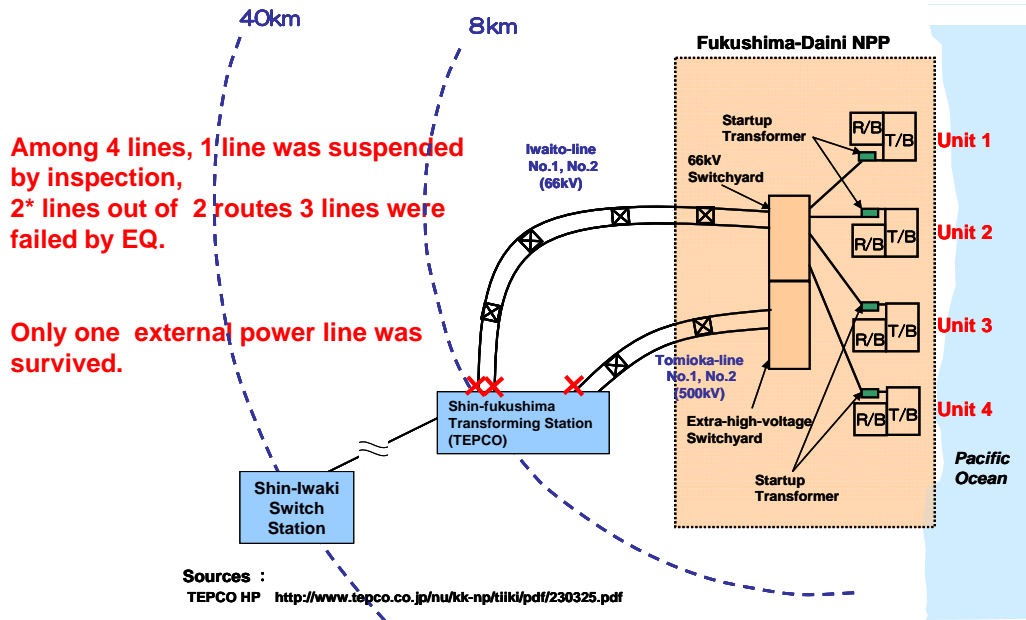 40km
8km
Fukushima-Daini NPP
Among 4 lines, 1 line was suspended
by inspection,
2* lines out of 2 routes 3 lines were
failed by EQ.
Only one external power line was
survived.
Iwaito-line
No.1, No.2
(66kV)
Startup
Transformer
66kV
Switchyard
R/B
T/B
Unit 1
R/B
T/B
Unit 2
R/B
T/B
Unit 3
R/B
T/B
Unit 4
Tomioka-line
No.1, No.2
(500kV)
Extra-high-voltage
Switchyard
Startup
Transformer
Pacific
Ocean
Shin-fukushima
Transforming Station
(TEPCO)
Shin-Iwaki
Switch
Station
Sources :
TEPCO HP http://www.tepco.co.jp/nu/kk-np/tiiki/pdf/230325.pdf